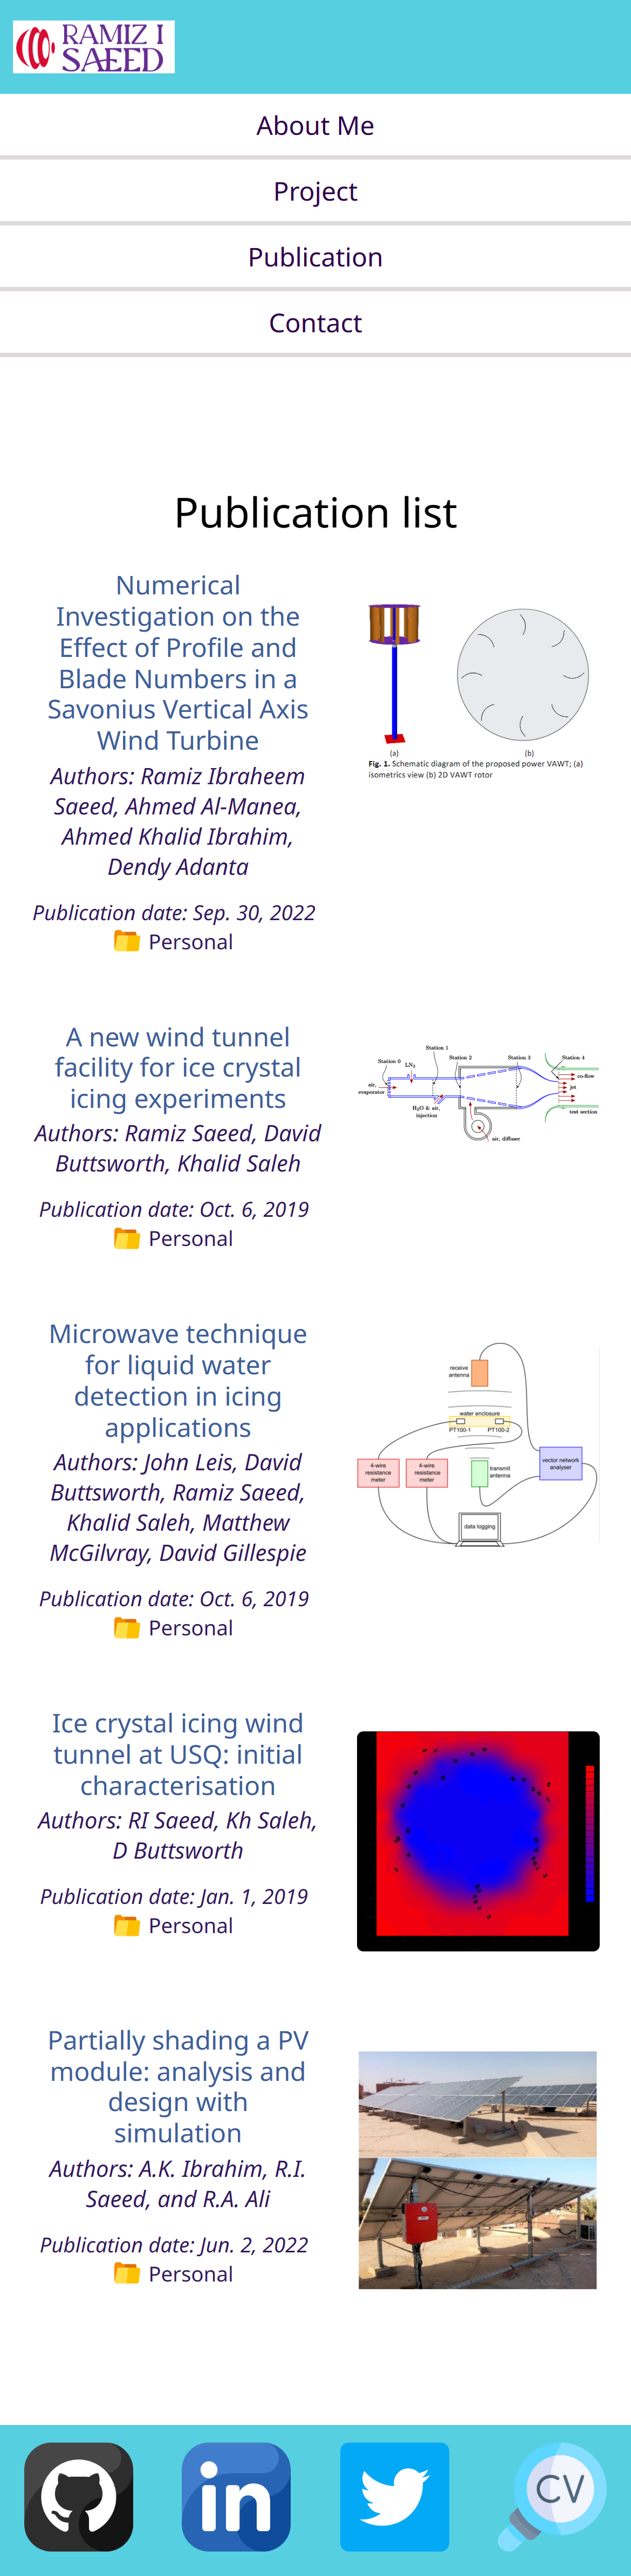 RAMIZ I
SAEED
About Me
Project
Publication
Contact
Publication list
Numerical
Investigation on the
Effect of Profile and
Blade Numbers in a
Savonius Vertical Axis
Wind Turbine
Authors: Ramiz Ibraheem
Saeed, Ahmed Al-Manea,
Ahmed Khalid Ibrahim,
Dendy Adanta
Publication date: Sep. 30, 2022
Personal
(a)
(b)
Fig. 1. Schematic diagram of the proposed power VAWT; (a)
isometrics view (b) 2D VAWT rotor
A new wind tunnel
facility for ice crystal
icing experiments
Authors: Ramiz Saeed, David
Buttsworth, Khalid Saleh
Publication date: Oct. 6, 2019
Personal
Station 0
LN2
Station 1
Station 2
Station 3
Station 4
air,
evaporator
H2O & air,
injection
air, diffuser
co-flow
jet
test section
Microwave technique
for liquid water
detection in icing
applications
Authors: John Leis, David
Buttsworth, Ramiz Saeed,
Khalid Saleh, Matthew
McGilvray, David Gillespie
Publication date: Oct. 6, 2019
Personal
receive
antenna
water enclosure
PT100-1
PT100-2
4-wire
resistance
meter
4-wire
resistance
meter
transmit
antenna
vector network
analyser
data logging
Ice crystal icing wind
tunnel at USQ: initial
characterisation
Authors: RI Saeed, Kh Saleh,
D Buttsworth
Publication date: Jan. 1, 2019
Personal
Partially shading a PV
module: analysis and
design with
simulation
Authors: A.K. Ibrahim, R.I.
Saeed, and R.A. Ali
Publication date: Jun. 2, 2022
Personal
in
CV